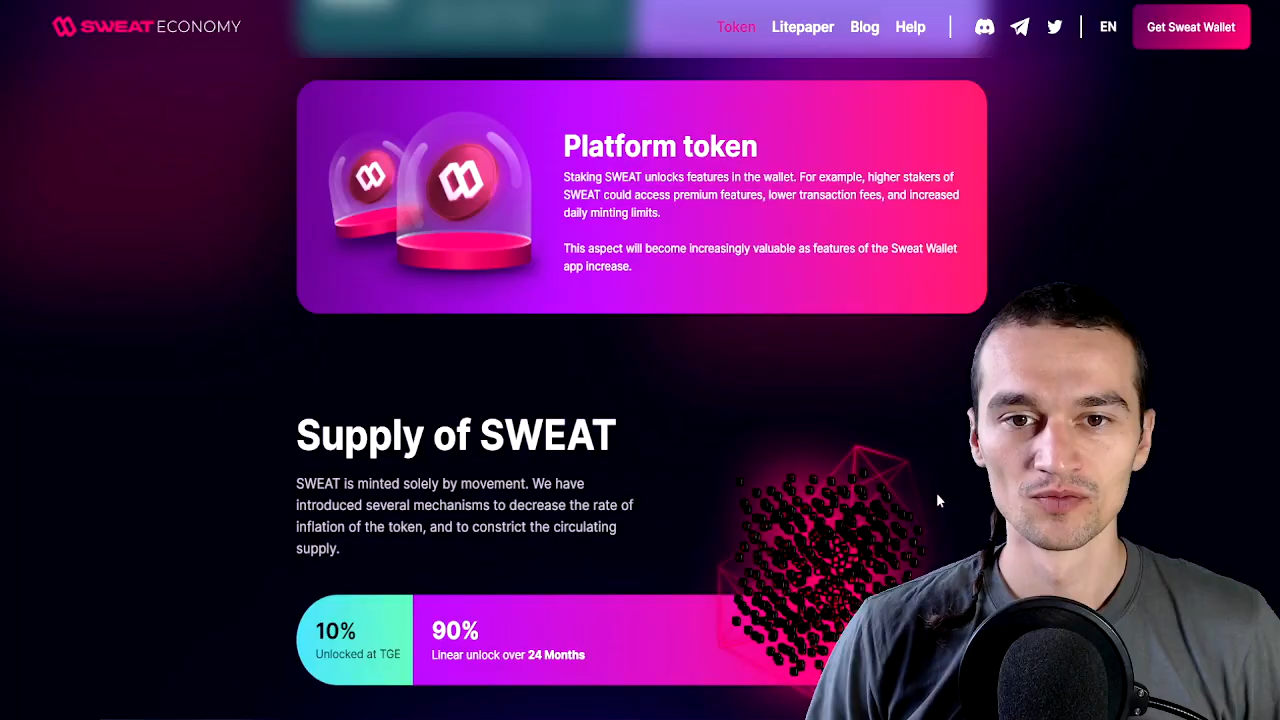 SWEAT ECONOMY
Token Litepaper Blog Help EN Get Sweat Wallet
Platform token
Staking SWEAT unlocks features in the wallet. For example, higher stakers of
SWEAT could access premium features, lower transaction fees, and increased
daily minting limits.
This aspect will become increasingly valuable as features of the Sweat Wallet
app increase.
Supply of SWEAT
SWEAT is minted solely by movement. We have
introduced several mechanisms to decrease the rate of
inflation of the token, and to constrict the circulating
supply.
10%
Unlocked at TGE
90%
Linear unlock over 24 Months